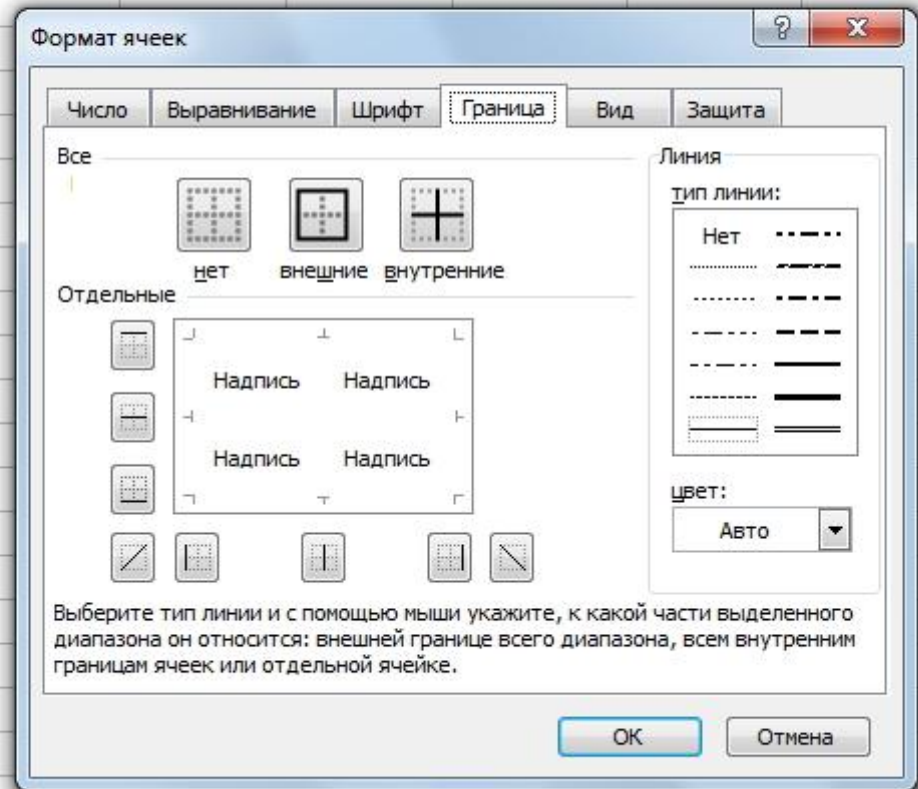 Формат ячеек
Число Выравнивание Шрифт Граница Вид Защита
Все
нет внешние внутренние
Отдельные
Надпись Надпись
Надпись Надпись
Линия
тип линии:
Нет
цвет:
Авто
Выберите тип линии и с помощью мыши укажите, к какой части выделенного
диапазона он относится: внешней границе всего диапазона, всем внутренним
границам ячеек или отдельной ячейке.
ОК Отмена